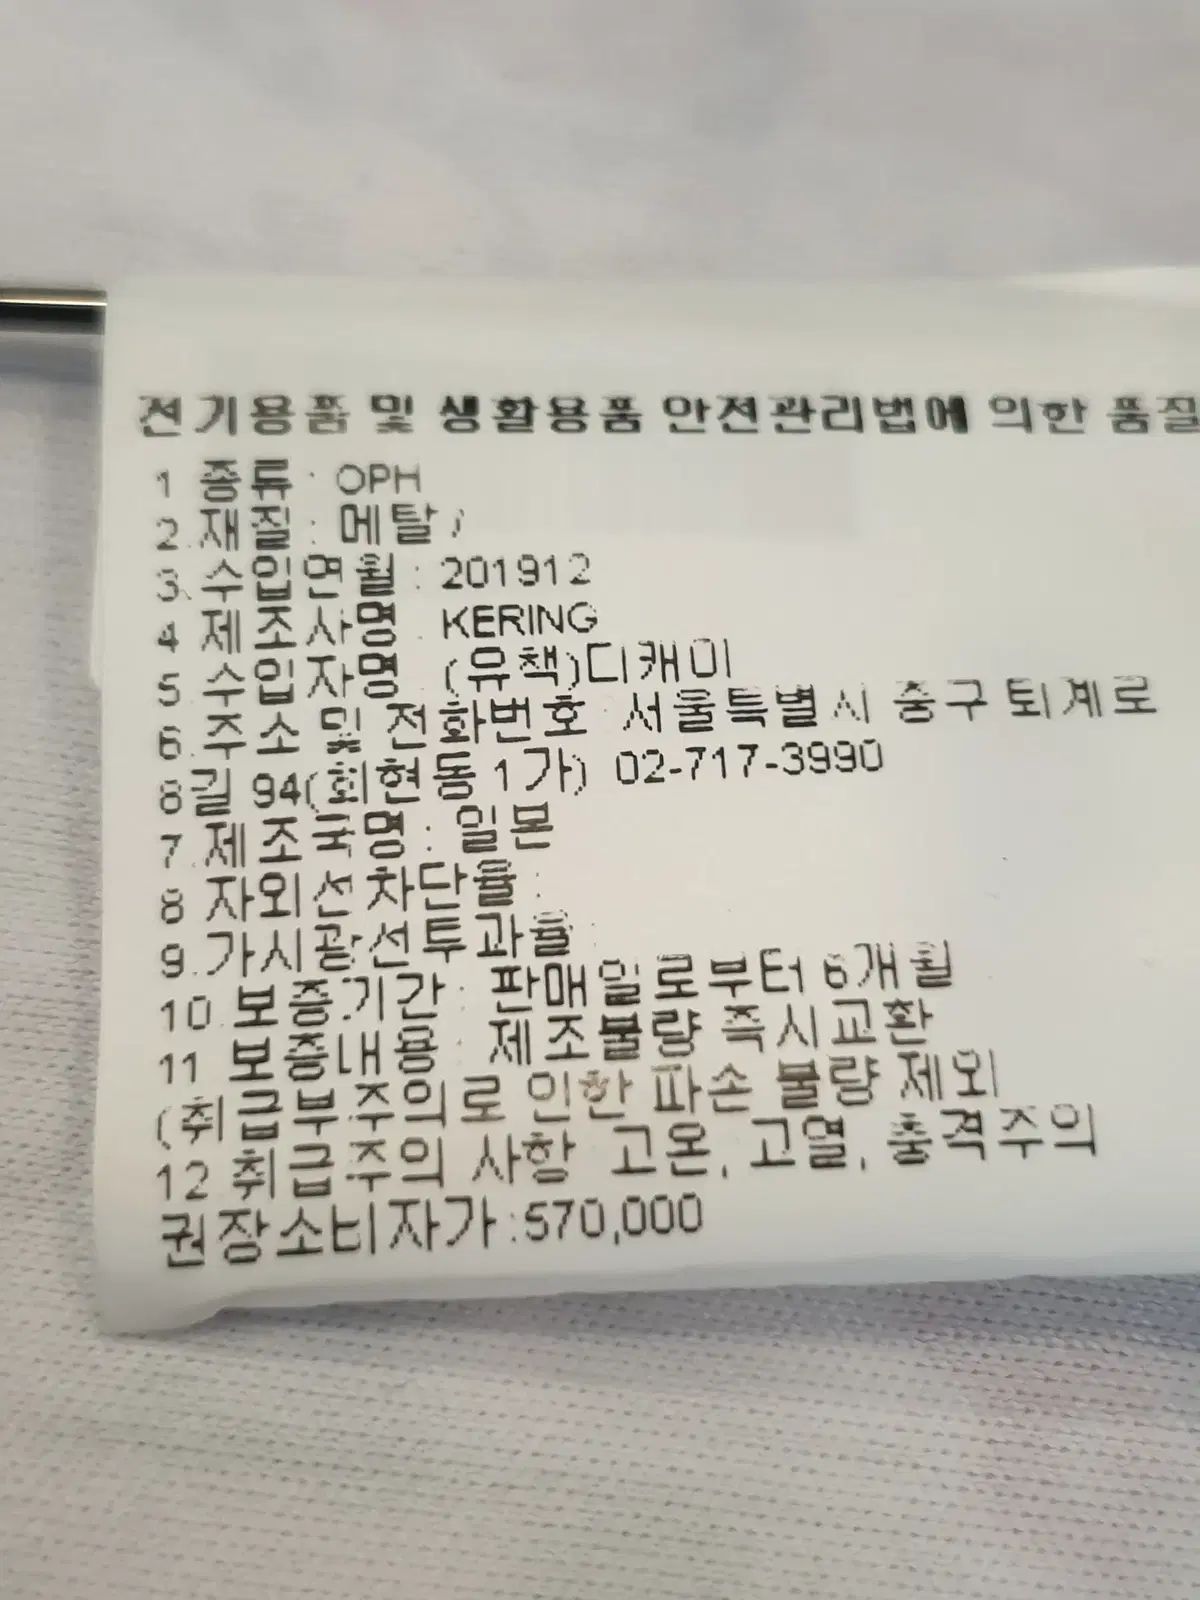 전기용품 및 생활용품 안전관리법에 의한 품질
1 종류 : OPH
2.재질 : 메탈 /
3.수입연월 : 201912
4 제조사명 : KERING
5 수입자명 : (유책)디캐이
6.주소 및 전화번호 : 서울특별시 중구 퇴계로
8길 94(회현동1가) 02-717-3990
7.제조국명 : 일본
8 자외선차단율 :
9.가시광선투과율 :
10.보증기간 : 판매일로부터 6개월
11 보증내용 : 제조불량 즉시교환
(취급부주의로 인한 파손 불량 제외
12 취급주의 사항 고온, 고열, 충격주의
권장소비자가:570,000